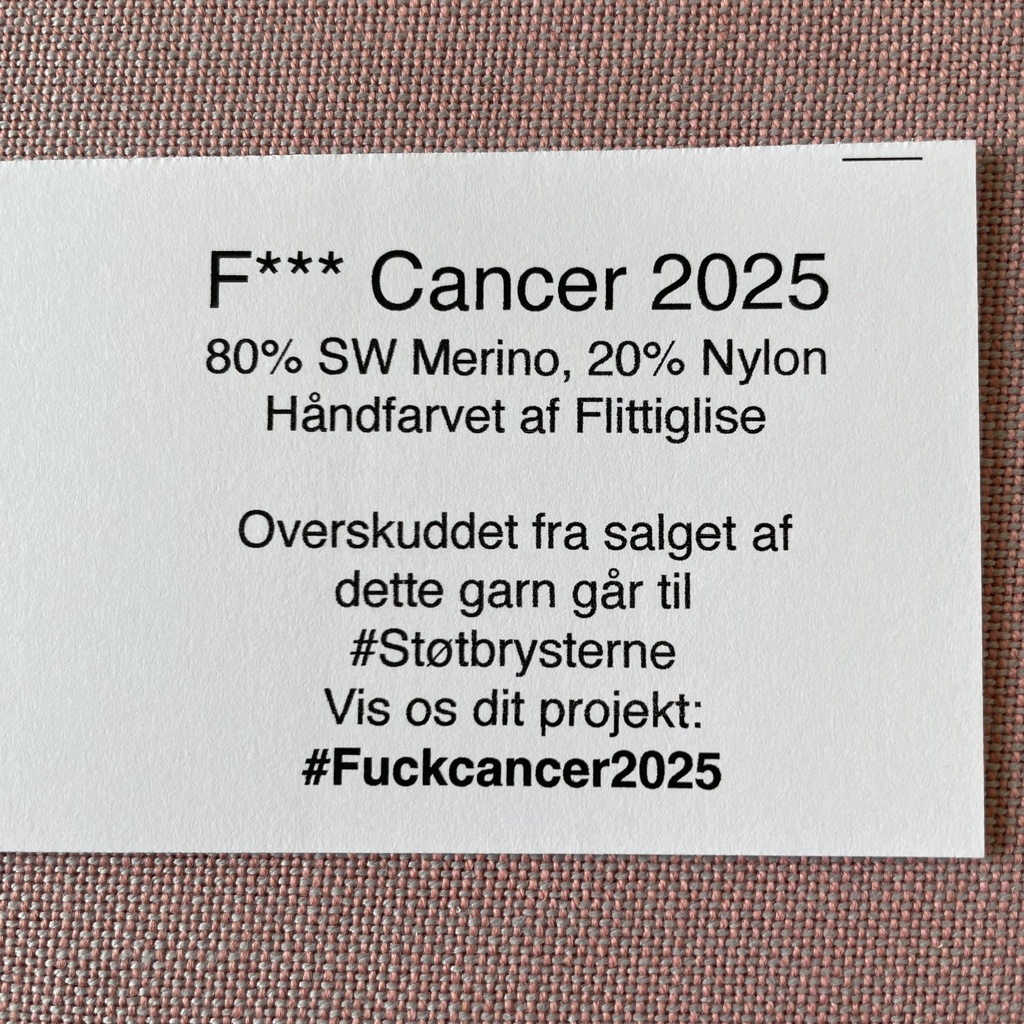 F*** Cancer 2025
80% SW Merino, 20% Nylon
Håndfarvet af Flittiglise
Overskuddet fra salget af
dette garn går til
#Støtbrysterne
Vis os dit projekt:
#Fuckcancer2025